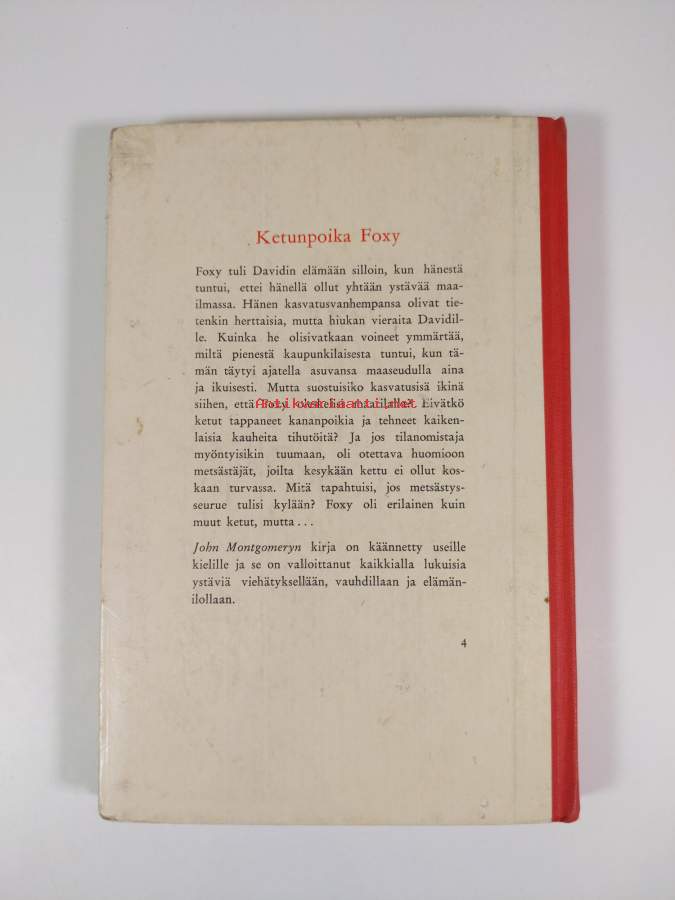 Ketunpoika Foxy
Foxy tuli Davidin elämään silloin, kun hänestä
tuntui, ettei hänellä ollut yhtään ystävää maa-
ilmassa. Hänen kasvatusvanhempansa olivat tie-
tenkin herttaisia, mutta hiukan vieraita Davidil-
le. Kuinka he olisivatkaan voineet ymmärtää,
miltä pienestä kaupunkilaisesta tuntui, kun tä-
män täytyi ajatella asuvansa maaseudulla aina
ja ikuisesti. Mutta suostuisiko kasvatusisä ikinä
siihen, että Foxy oleskelisi maatilalla? Eivätkö
ketut tappaneet kananpoikia ja tehneet kaiken-
laisia kauheita tihutöitä? Ja jos tilanomistaja
myöntyisikin tuumaan, oli otettava huomioon
metsästäjät, joilta kesykään kettu ei ollut kos-
kaan turvassa. Mitä tapahtuisi, jos metsästys-
seurue tulisi kylään? Foxy oli erilainen kuin
muut ketut, mutta...
John Montgomeryn kirja on käännetty useille
kielille ja se on valloittanut kaikkialla lukuisia
ystäviä viehätyksellään, vauhdillaan ja elämän-
ilollaan.
4